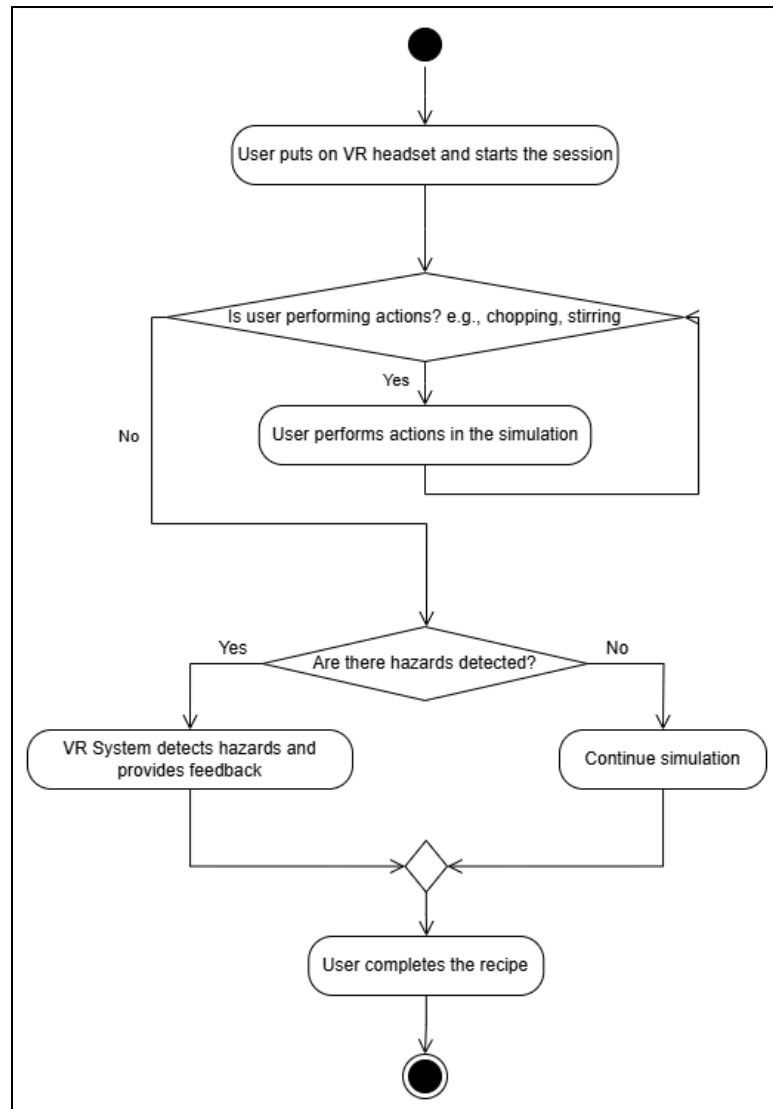 User puts on VR headset and starts the session
Is user performing actions? e.g., chopping, stirring
Yes
No
User performs actions in the simulation
Yes
Are there hazards detected?
No
VR System detects hazards and
provides feedback
Continue simulation
User completes the recipe